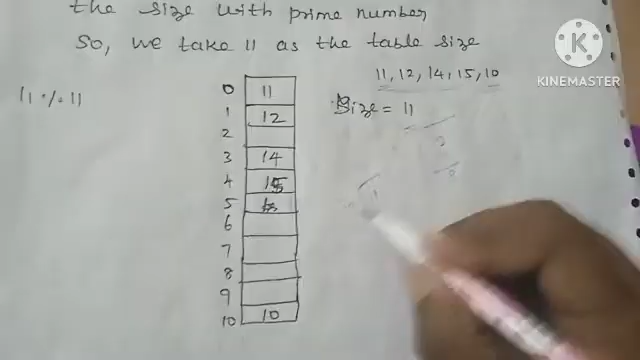 the size with prime number
So, we take 11 as the table size
KINEMASTER
11, 12, 14, 15, 10
Size = 11
11 % 11
0 11
1 12
2
3 14
4 15
5
6
7
8
9
10 10